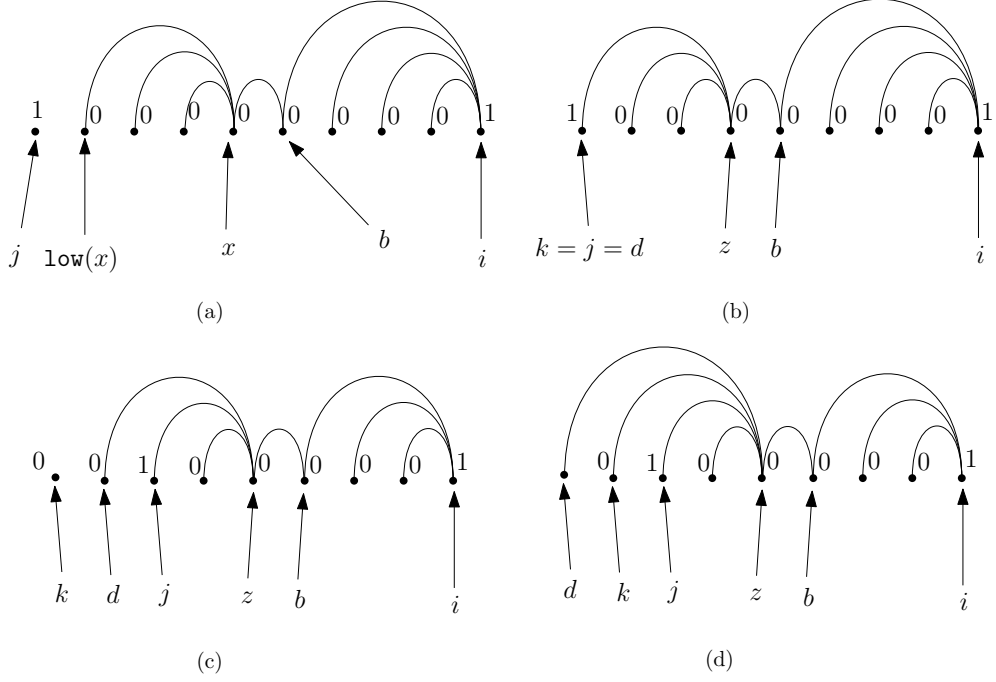 1 0 0 0 0 0 0 0 0 1
j low(x) x b i
(a)
1 0 0 0 0 0 0 0 1
k = j = d z b i
(b)
0 0 1 0 0 0 0 0 1
k d j z b i
(c)
0 1 0 0 0 0 0 1
d k j z b i
(d)